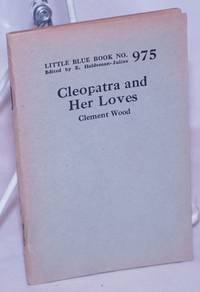 LITTLE BLUE BOOK NO. 975
Edited by E. Haldeman-Julius
Cleopatra and
Her Loves
Clement Wood